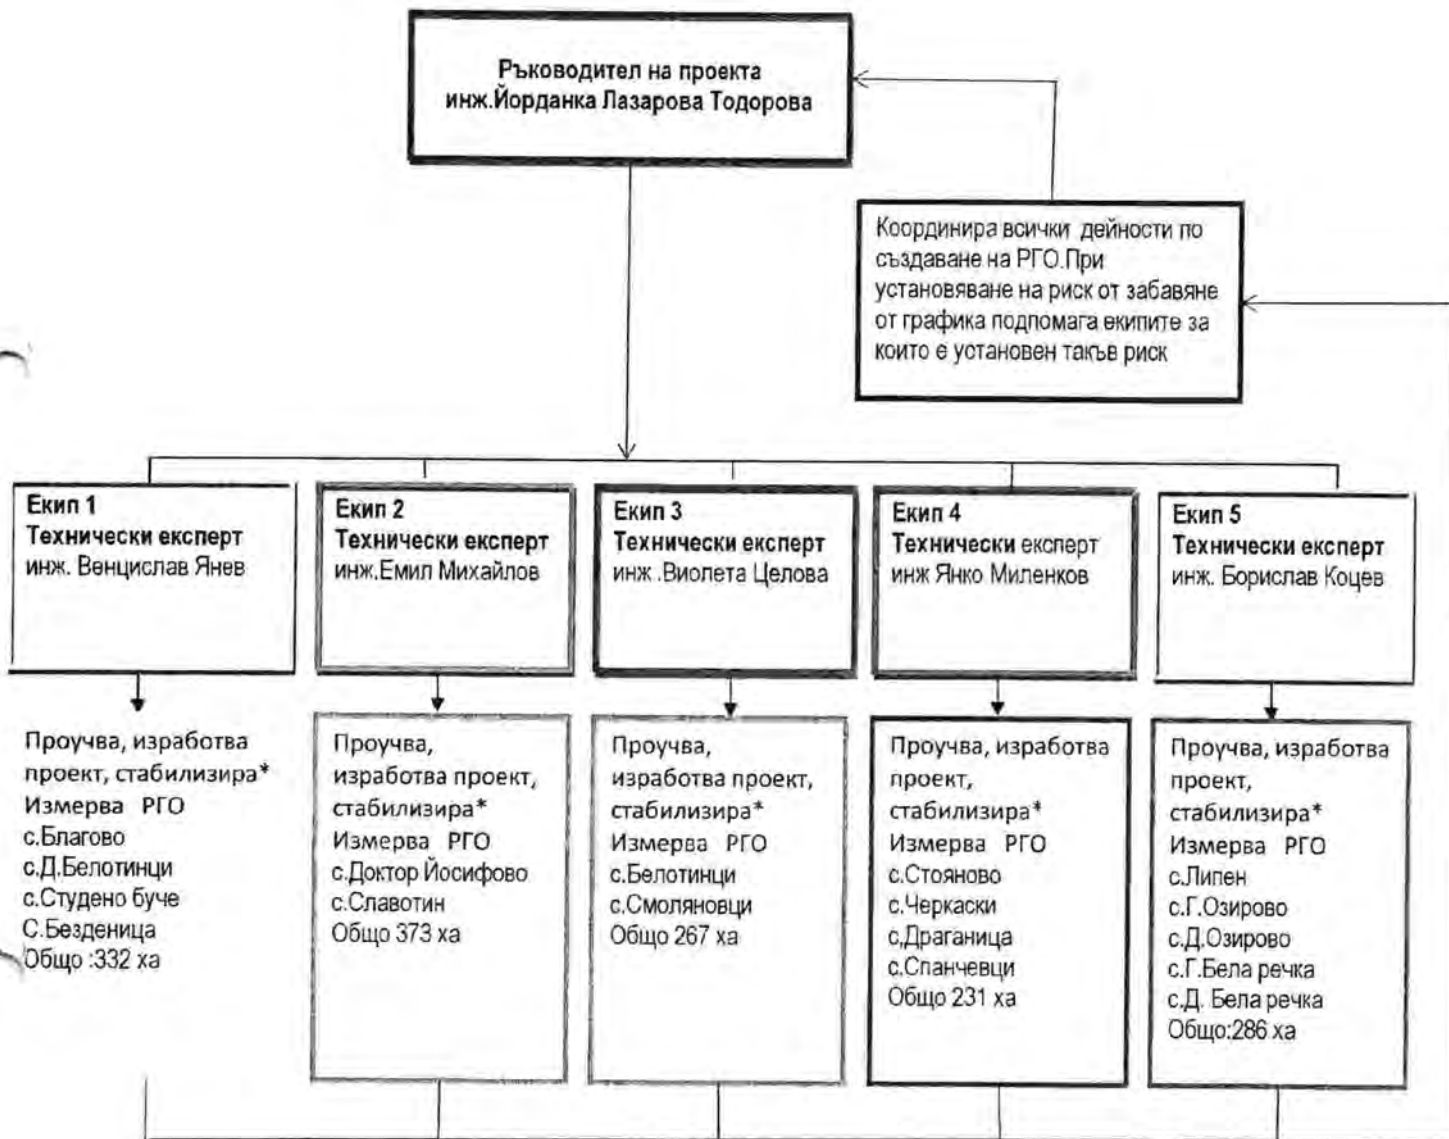 Ръководител на проекта
инж.Йорданка Лазарова Тодорова
Координира всички дейности по
създаване на РГО.При
установяване на риск от забавяне
от графика подпомага екипите за
които е установен такъв риск
Екип 1
Технически експерт
инж. Венцислав Янев
Екип 2
Технически експерт
инж.Емил Михайлов
Екип 3
Технически експерт
инж .Виолета Целова
Екип 4
Технически експерт
инж Янко Миленков
Екип 5
Технически експерт
инж. Борислав Коцев
Проучва, изработва
проект, стабилизира*
Измерва РГО
с.Благово
с.Д.Белотинци
с.Студено буче
С.Безденица
Общо :332 ха
Проучва,
изработва проект,
стабилизира*
Измерва РГО
с.Доктор Йосифово
с.Славотин
Общо 373 ха
Проучва,
изработва проект,
стабилизира*
Измерва РГО
с.Белотинци
с.Смоляновци
Общо 267 ха
Проучва, изработва
проект,
стабилизира*
Измерва РГО
с.Стояново
с.Черкаски
с.Драганица
с.Спанчевци
Общо 231 ха
Проучва, изработва
проект,
стабилизира*
Измерва РГО
с.Липен
с.Г.Озирово
с.Д.Озирово
с.Г.Бела речка
с.Д. Бела речка
Общо:286 ха